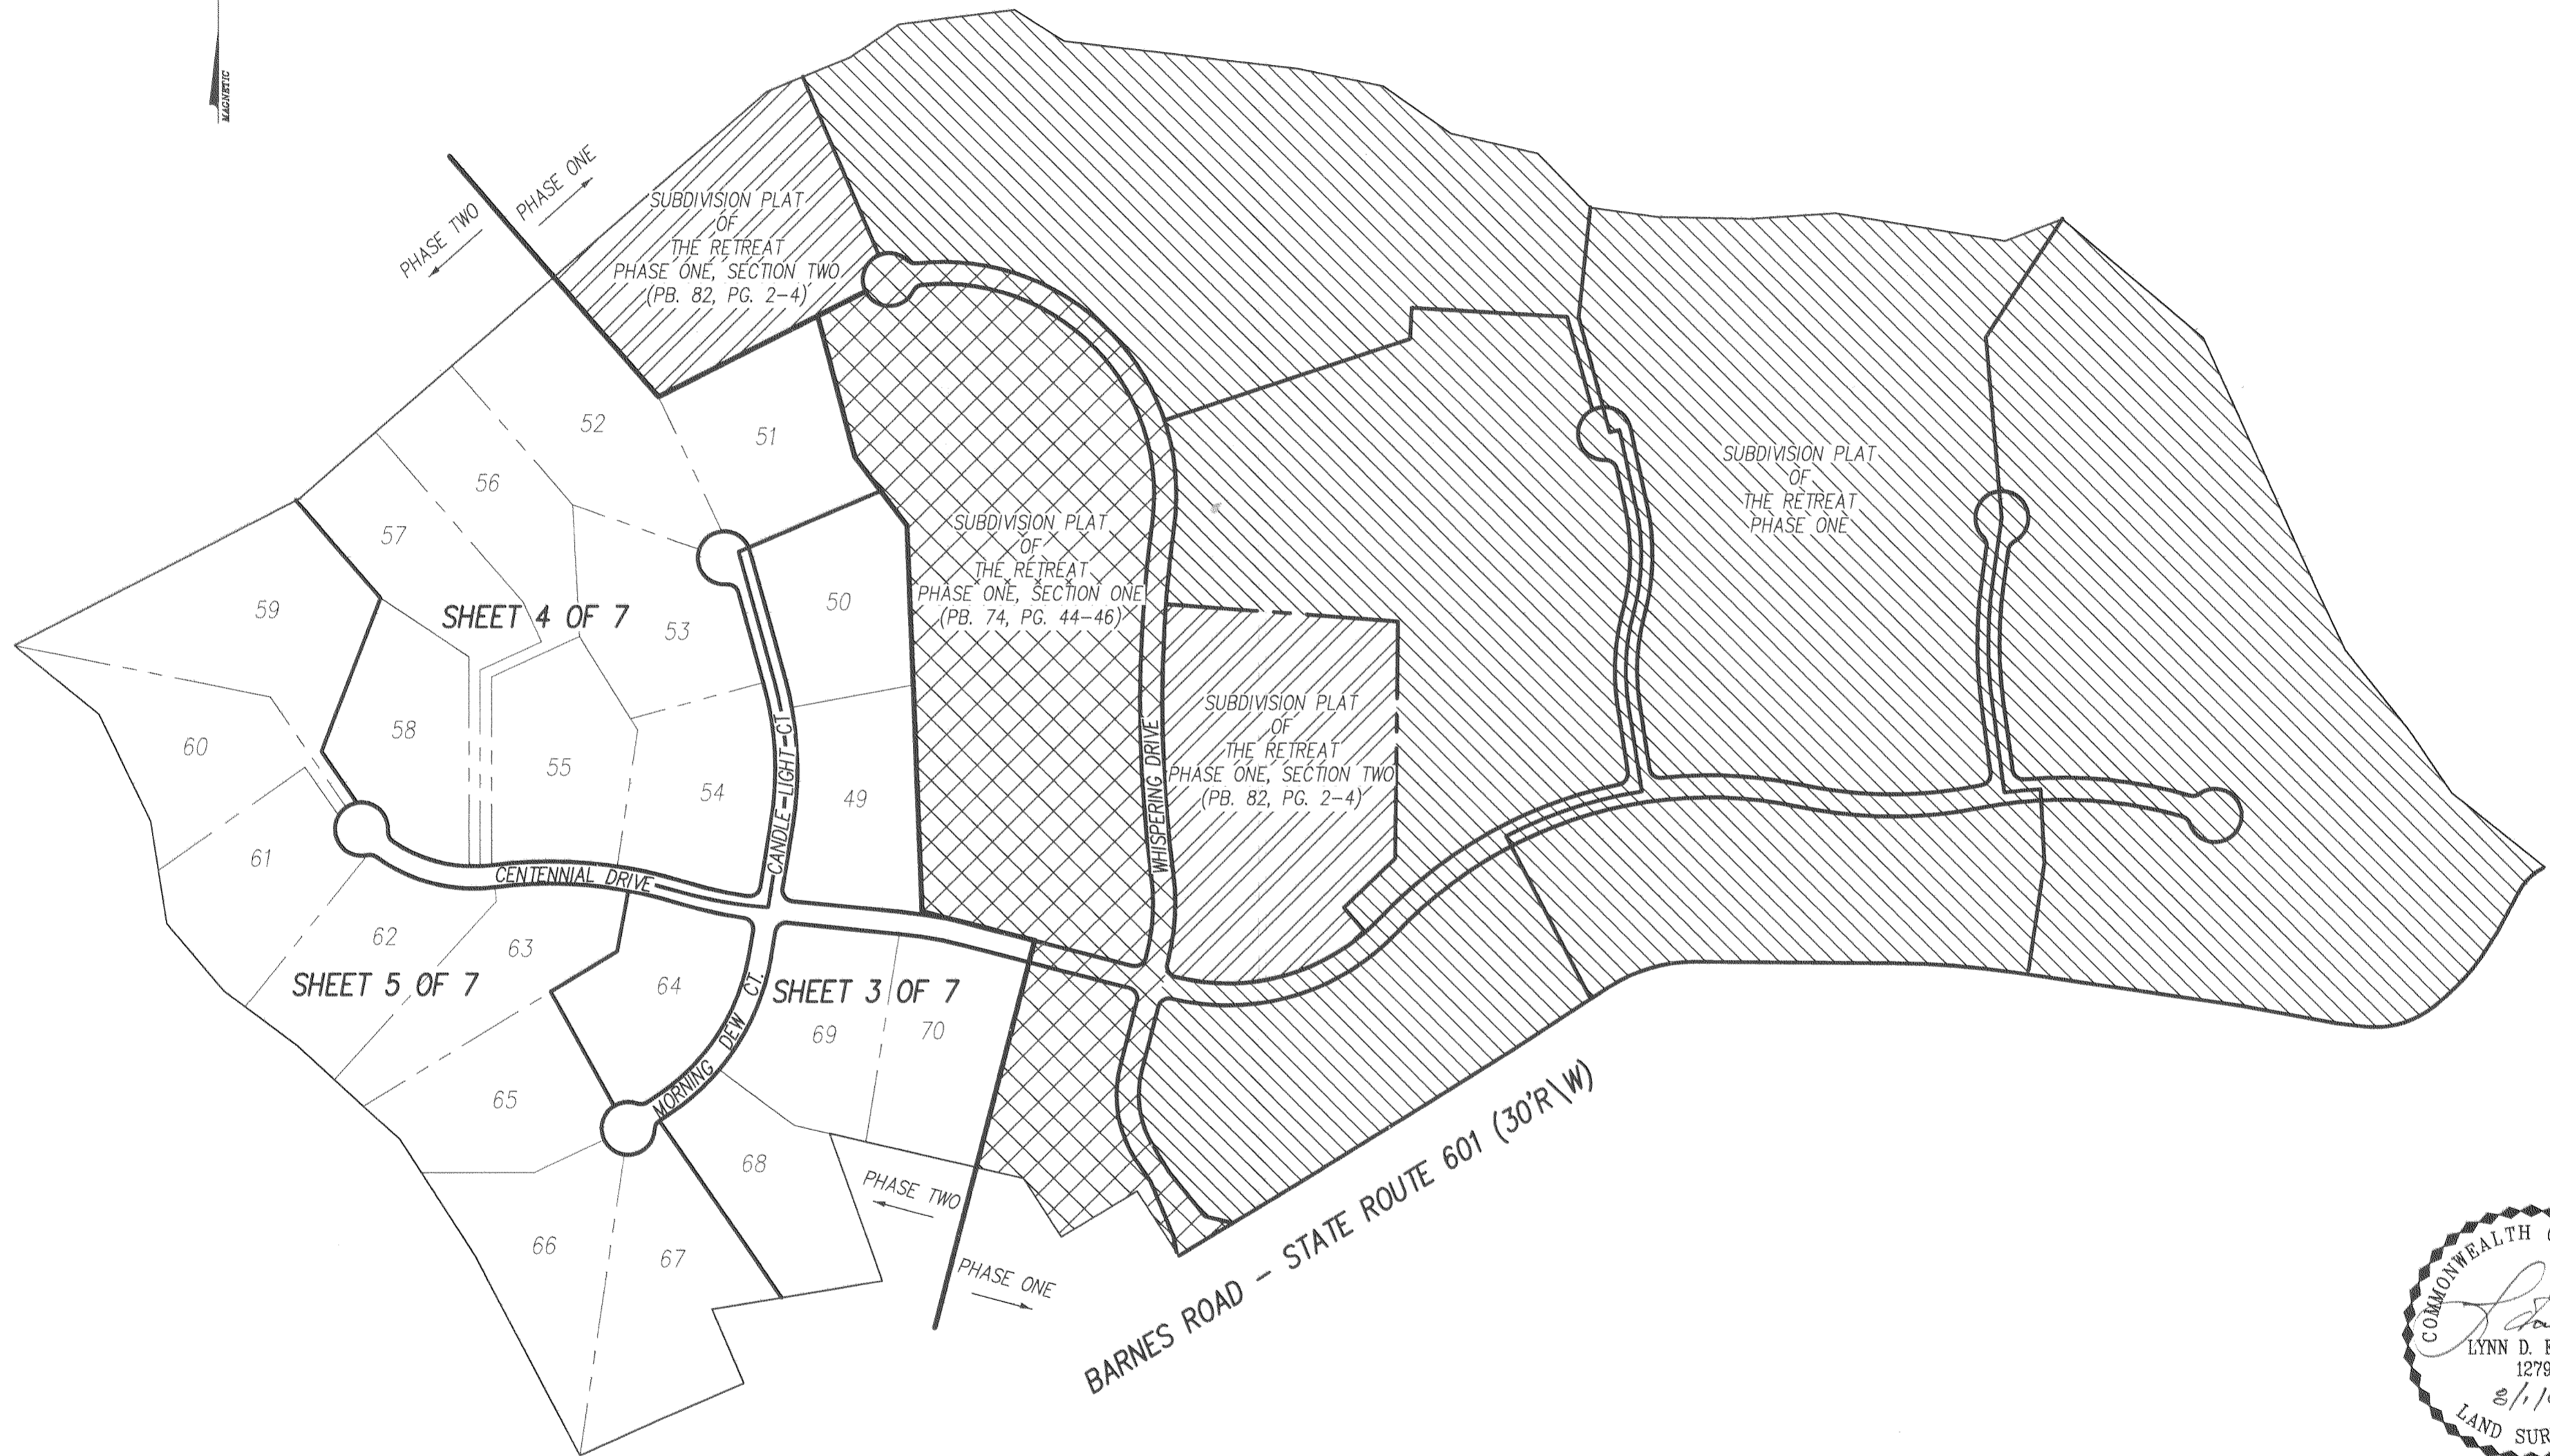 MAGNETIC
PHASE ONE
PHASE TWO
SUBDIVISION PLAT
OF
THE RETREAT
PHASE ONE, SECTION TWO
(PB. 82, PG. 2-4)
52
51
56
57
SUBDIVISION PLAT
OF
THE RETREAT
PHASE ONE
SUBDIVISION PLAT
OF
THE RETREAT
PHASE ONE, SECTION ONE
(PB. 74, PG. 44-46)
59
SHEET 4 OF 7
53
50
SUBDIVISION PLAT
OF
THE RETREAT
PHASE ONE, SECTION TWO
(PB. 82, PG. 2-4)
60
58
55
54
49
CANDLE-LIGHT-CT
WHISPERING DRIVE
61
CENTENNIAL DRIVE
62
63
SHEET 5 OF 7
64
SHEET 3 OF 7
69
70
MORNING DEW CT.
65
68
PHASE TWO
66
67
PHASE ONE
BARNES ROAD - STATE ROUTE 601 (30'R\W)
COMMONWEALTH
LYNN D.
1279
LAND SUR